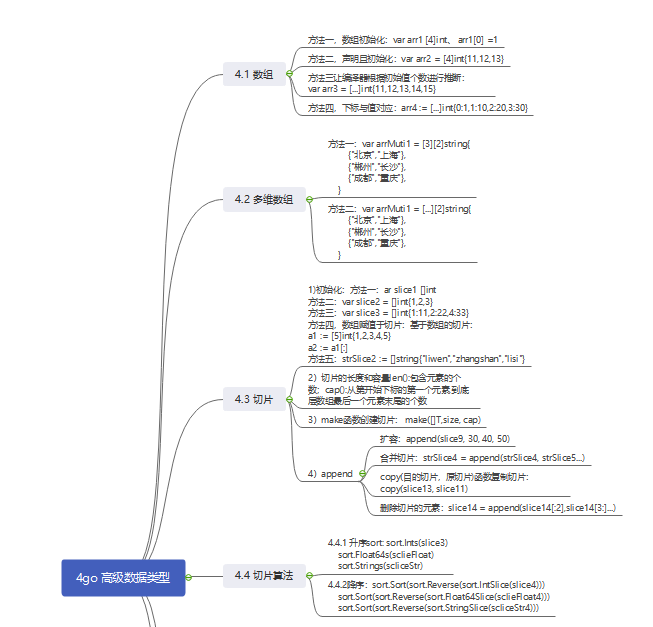 4go 高级数据类型
4.1 数组
方法一，数组初始化：var arr1 [4]int、 arr1[0] =1
方法二，声明且初始化：var arr2 = [4]int{11,12,13}
方法三让编译器根据初始值个数进行推断：
var arr3 = [...]int{11,12,13,14,15}
方法四，下标与值对应：arr4 := [...]int{0:1,1:10,2:20,3:30}
4.2 多维数组
方法一：var arrMuti1 = [3][2]string{
{"北京","上海"},
{"郴州","长沙"},
{"成都","重庆"},
}
方法二：var arrMuti1 = [...][2]string{
{"北京","上海"},
{"郴州","长沙"},
{"成都","重庆"},
}
4.3 切片
1)初始化：方法一：ar slice1 []int
方法二：var slice2 = []int{1,2,3}
方法三：var slice3 = []int{1:11,2:22,4:33}
方法四，数组赋值于切片：基于数组的切片：
a1 := [5]int{1,2,3,4,5}
a2 := a1[:]
方法五：strSlice2 := []string{"liwen","zhangshan","lisi"}
2）切片的长度和容量len():包含元素的个
数；cap():从第开始下标的第一个元素 到底
层数组最后一个元素末尾的个数
3）make函数创建切片： make([]T,size, cap)
4）append
扩容：append(slice9, 30, 40, 50)
合并切片：strSlice4 = append(strSlice4, strSlice5...)
copy(目的切片，原切片)函数复制切片：
copy(slice13, slice11)
删除切片的元素：slice14 = append(slice14[:2],slice14[3:]...)
4.4 切片算法
4.4.1 升序sort: sort.Ints(slice3)
sort.Float64s(sclieFloat)
sort.Strings(scliceStr)
4.4.2降序：sort.Sort(sort.Reverse(sort.IntSlice(slice4)))
sort.Sort(sort.Reverse(sort.Float64Slice(sclieFloat4)))
sort.Sort(sort.Reverse(sort.StringSlice(scliceStr4)))